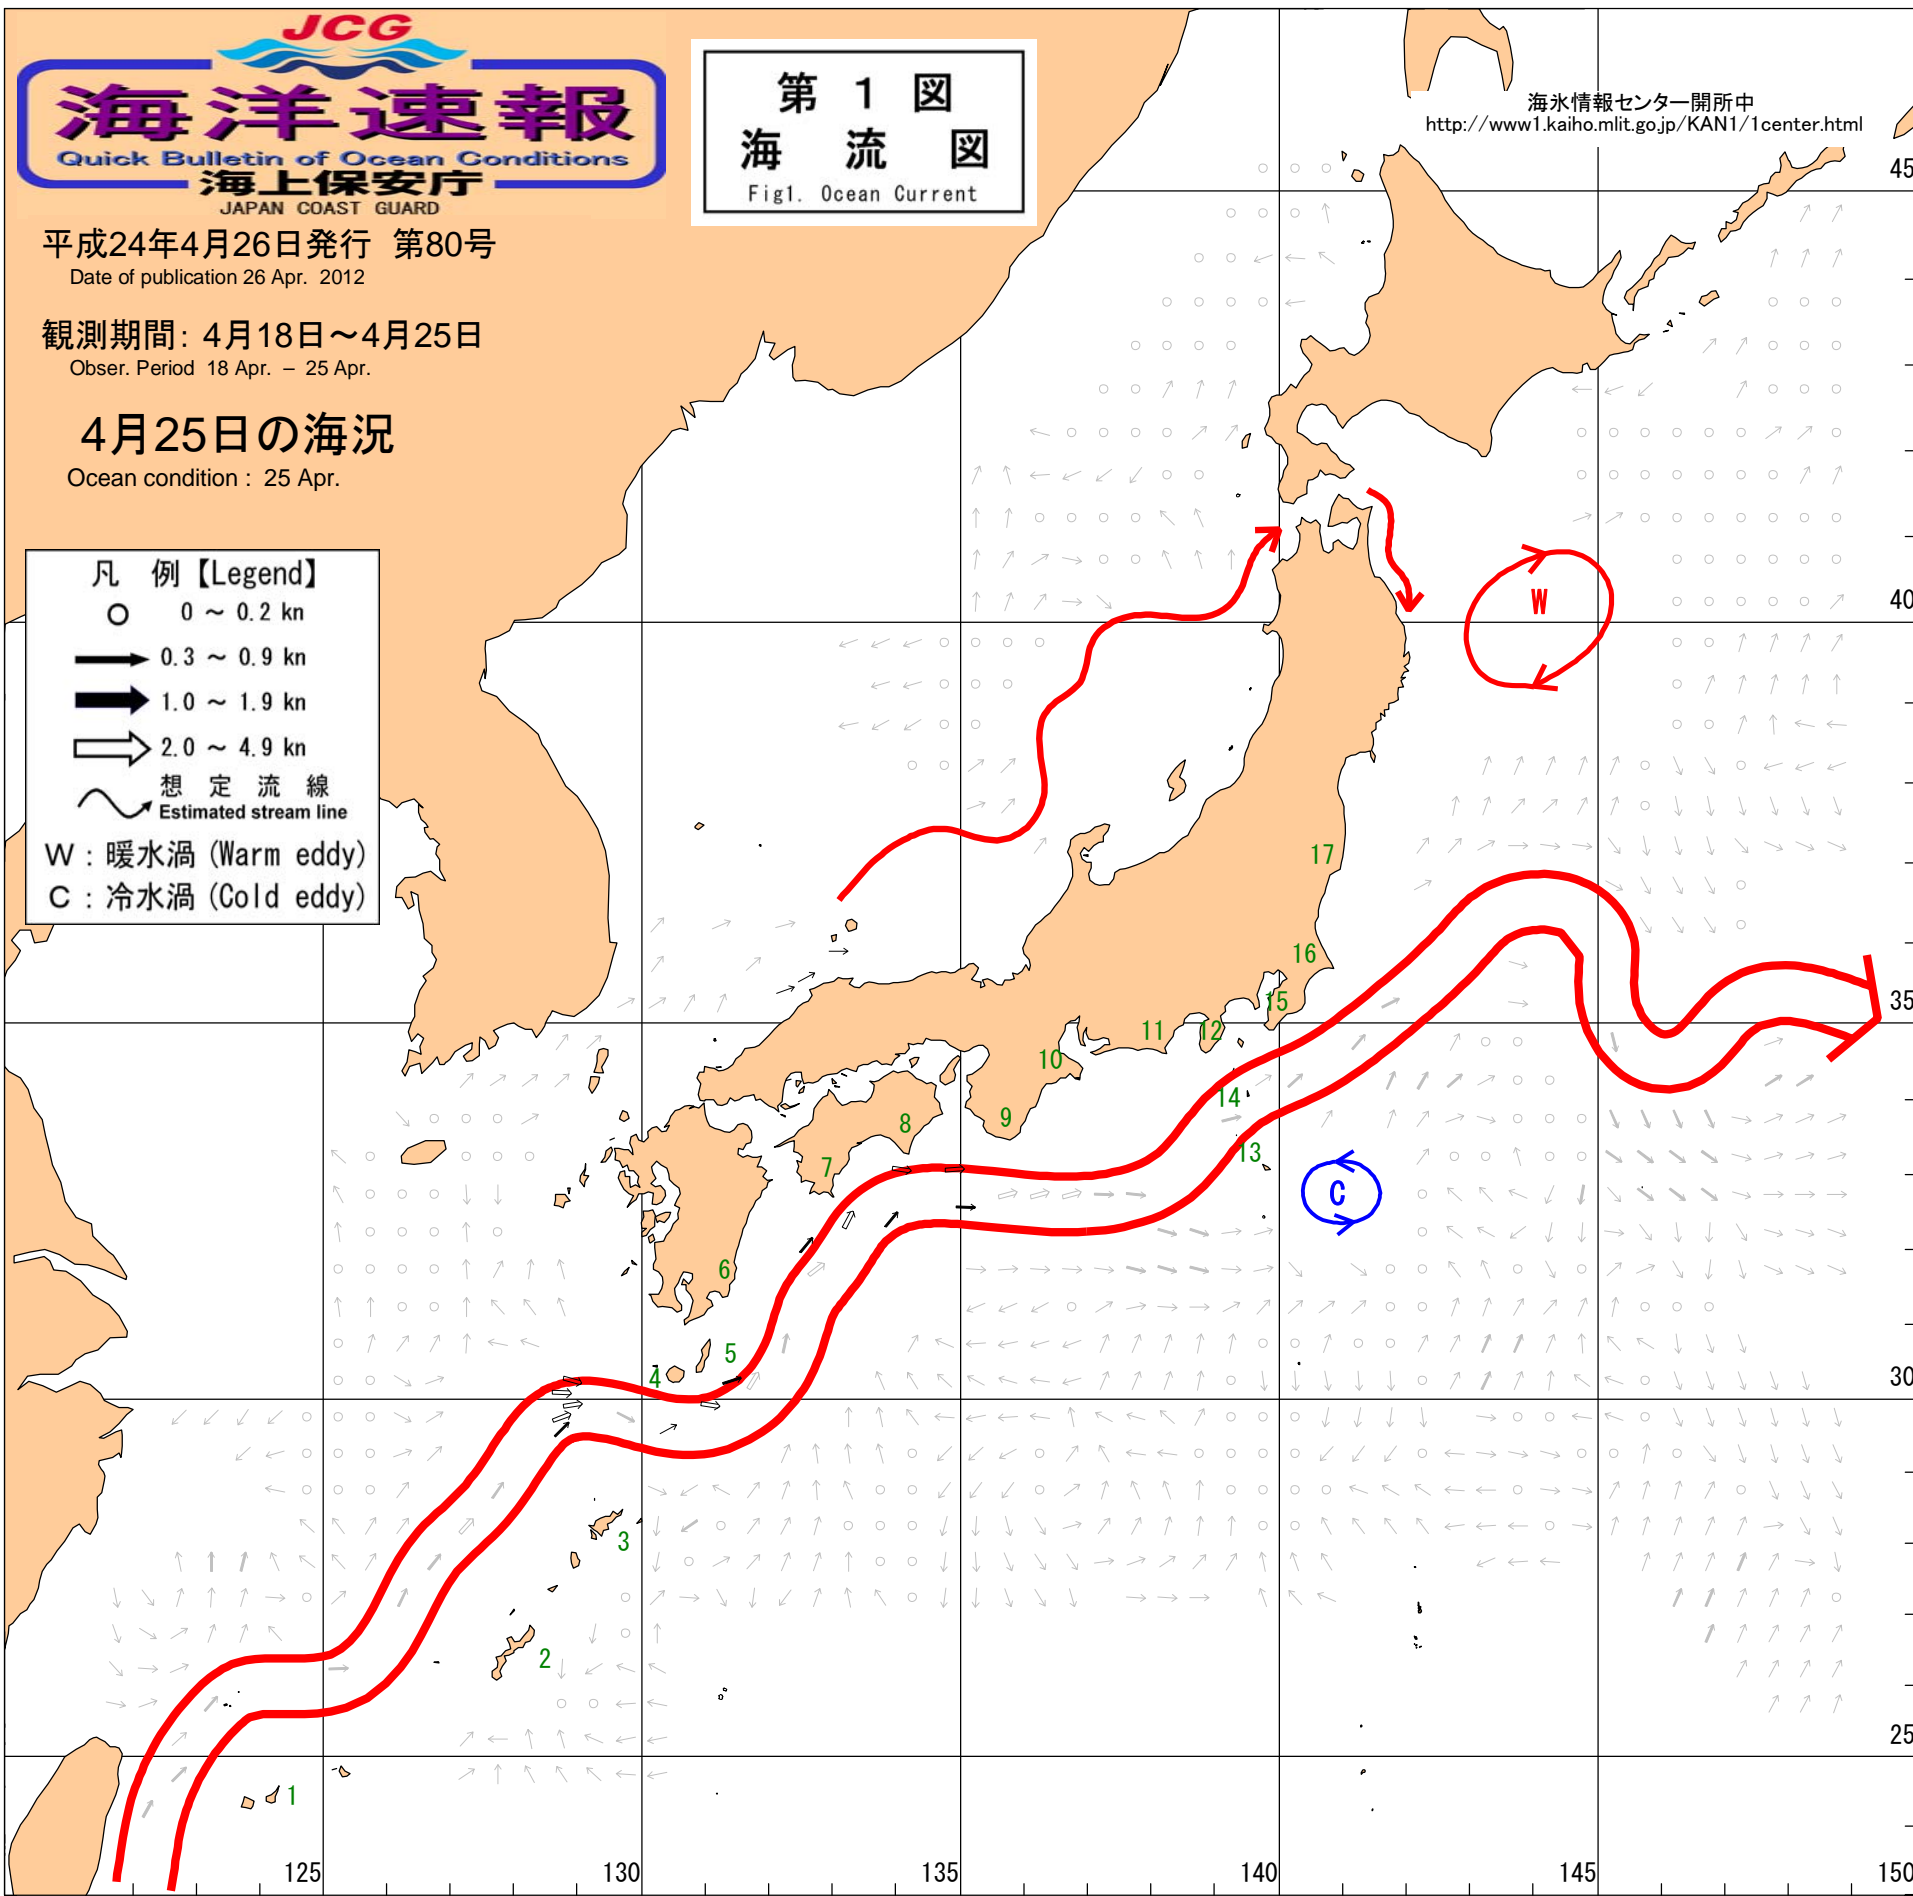 JCG
海洋速報
Quick Bulletin of Ocean Conditions
海上保安庁
JAPAN COAST GUARD
平成24年4月26日発行 第80号
Date of publication 26 Apr. 2012
観測期間: 4月18日～4月25日
Obser. Period 18 Apr. – 25 Apr.
4月25日の海況
Ocean condition : 25 Apr.
第 1 図
海 流 図
Fig1. Ocean Current
海氷情報センター開所中
http://www1.kaiho.mlit.go.jp/KAN1/1center.html
凡 例【Legend】
0 ～ 0.2 kn
0.3 ～ 0.9 kn
1.0 ～ 1.9 kn
2.0 ～ 4.9 kn
想 定 流 線
Estimated stream line
W : 暖水渦 (Warm eddy)
C : 冷水渦 (Cold eddy)
45
40
35
30
25
W
C
17
16
15
12
11
10
14
13
9
8
7
6
5
4
3
2
1
125
130
135
140
145
150